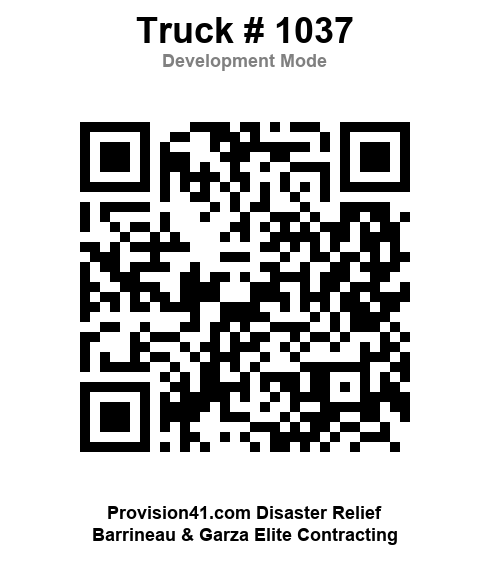 Truck # 1037
Development Mode
Provision41.com Disaster Relief
Barrineau & Garza Elite Contracting